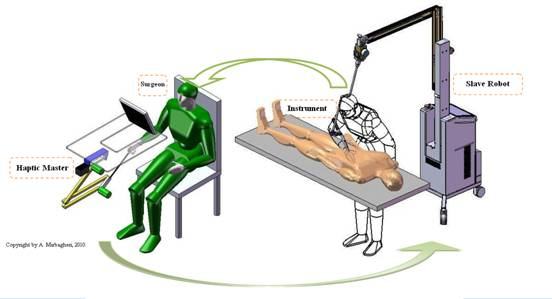 Surgeon
Slave Robot
Instrument
Haptic Master
Copyright by A. Mirbagheri, 2010